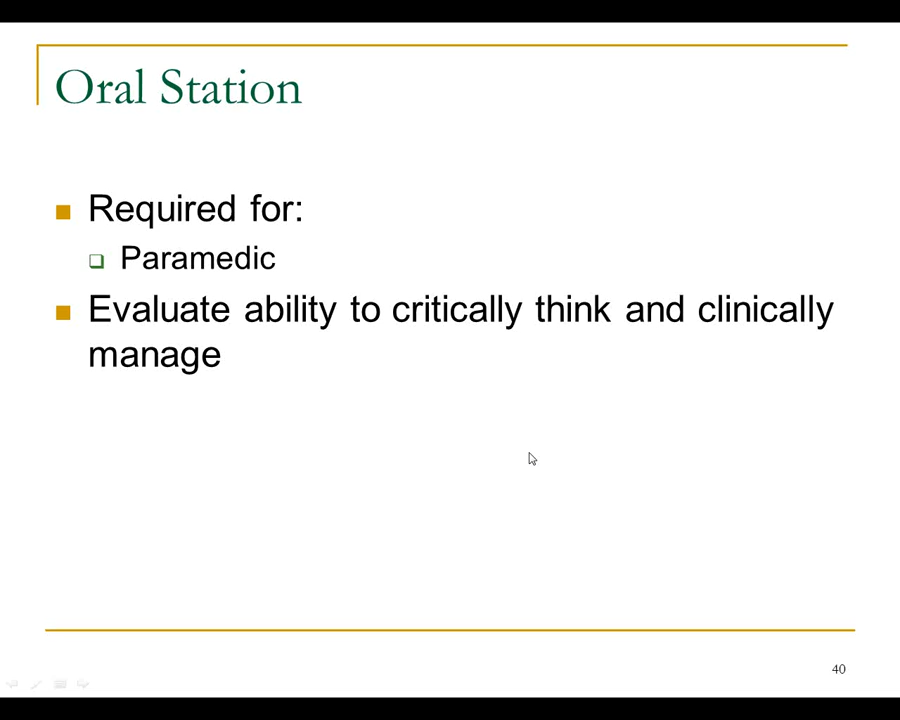 Oral Station
Required for:
Paramedic
Evaluate ability to critically think and clinically
manage
40